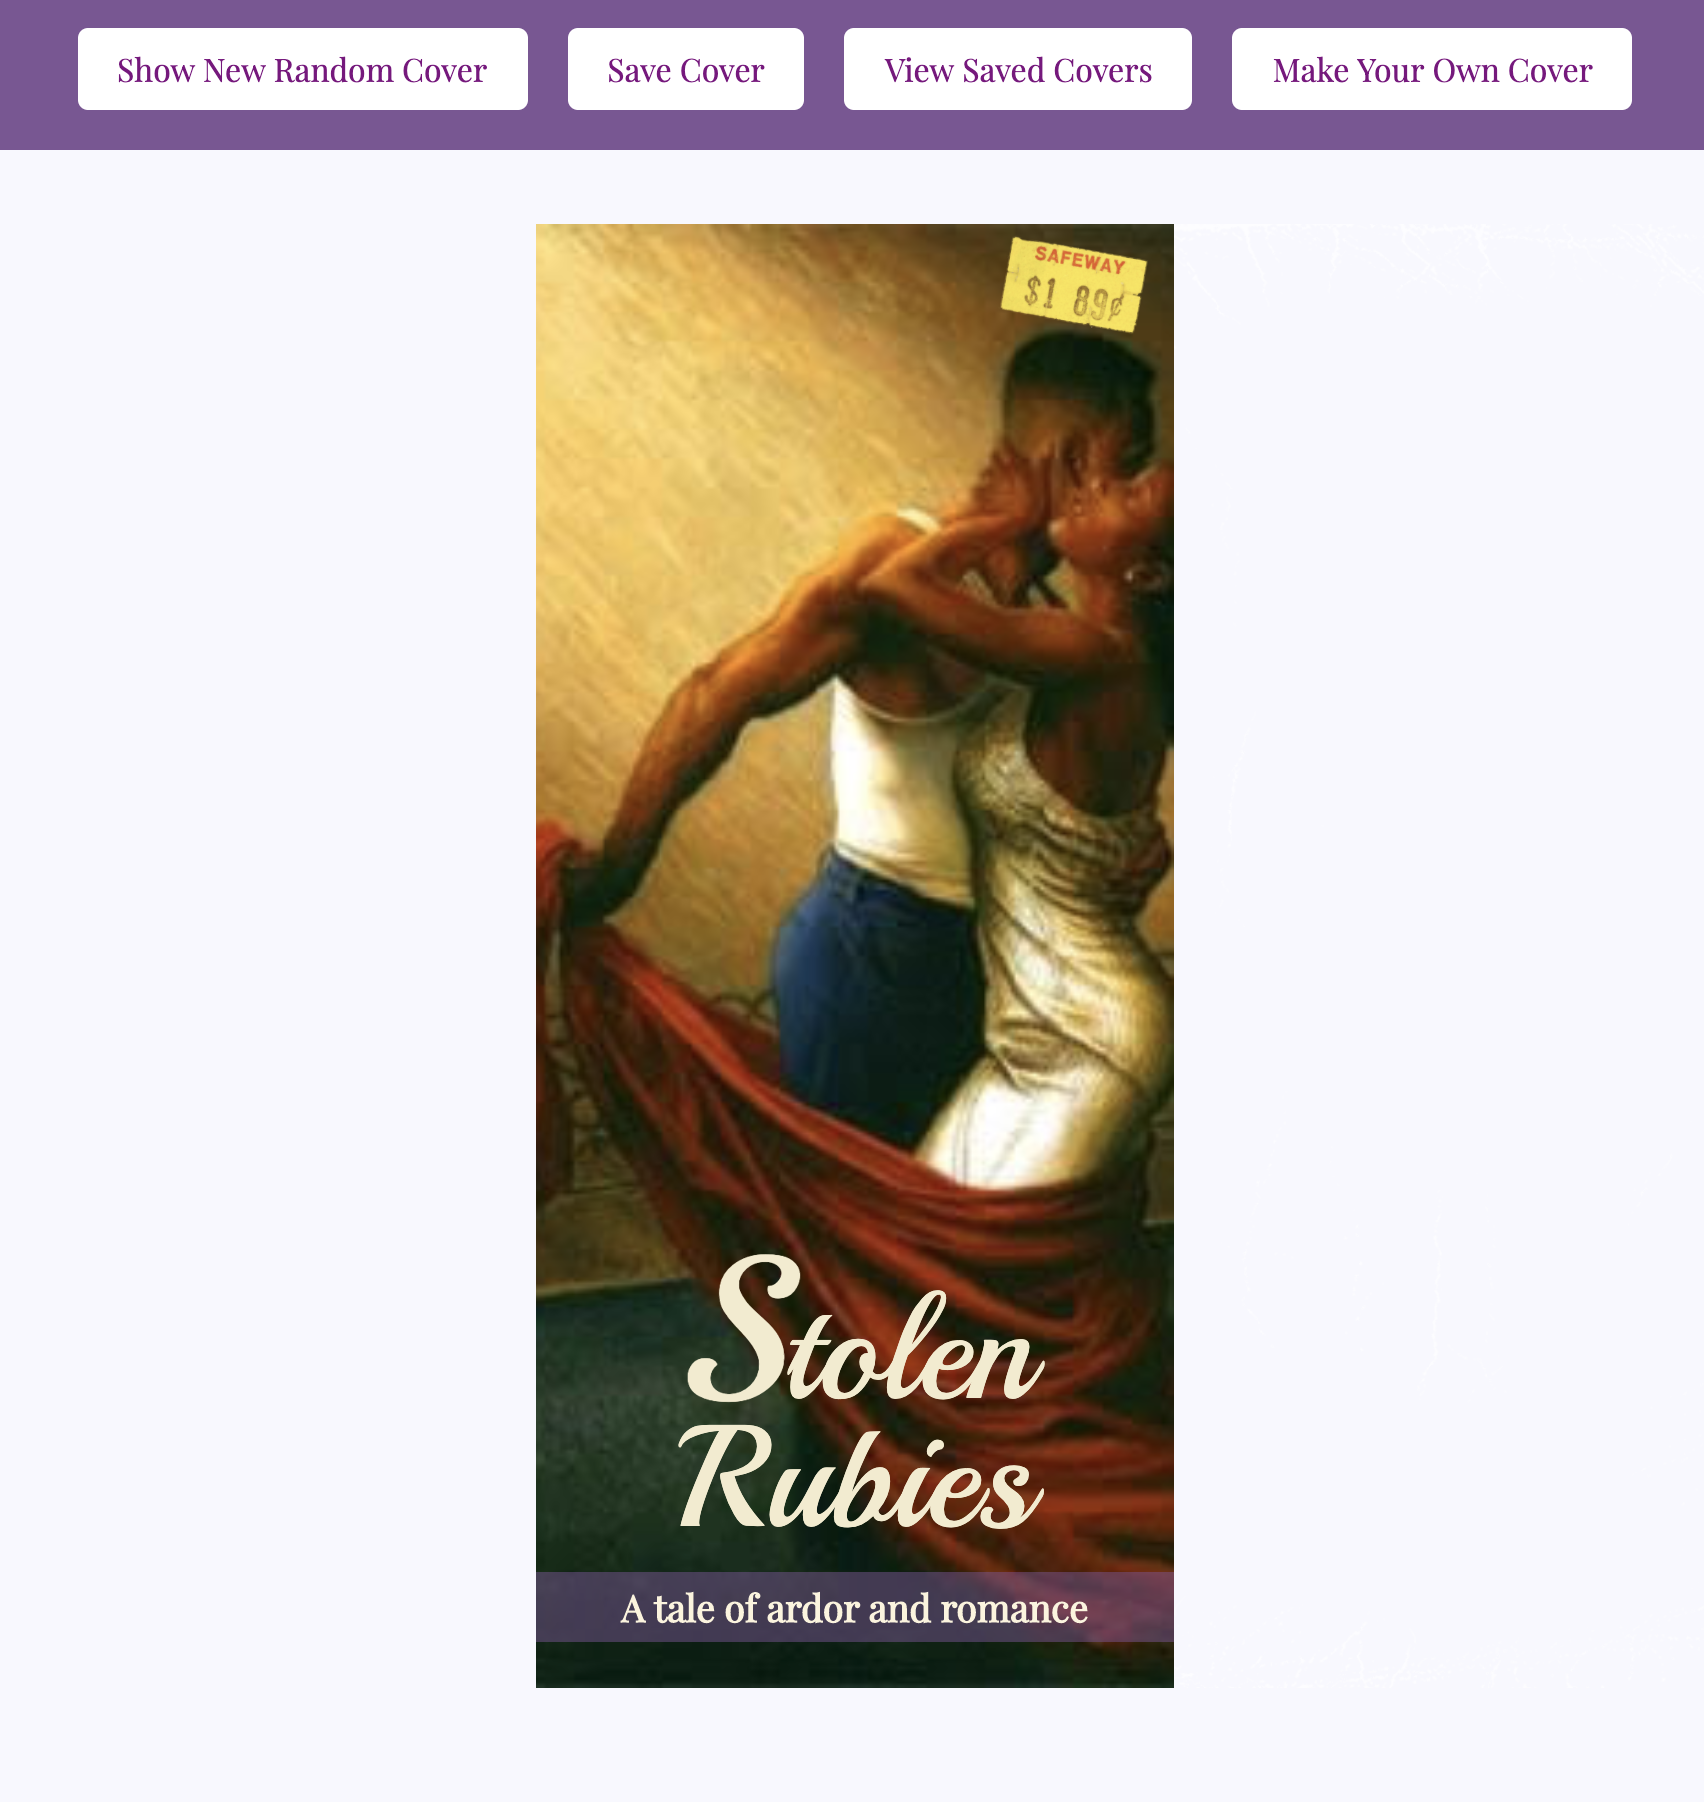 Show New Random Cover
Save Cover
View Saved Covers
Make Your Own Cover
SAFEWAY
$1 89¢
Stolen
Rubies
A tale of ardor and romance